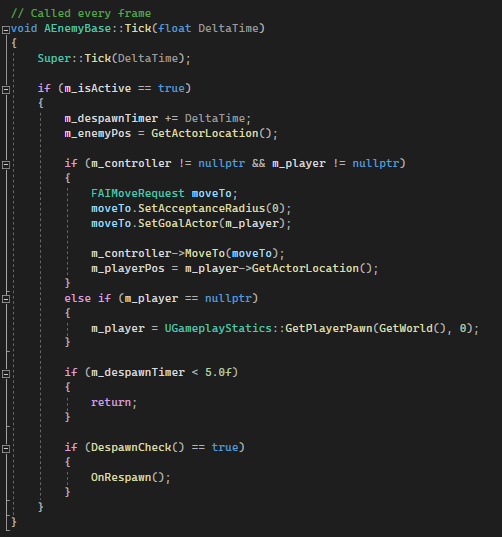 // Called every frame
void AEnemyBase::Tick(float DeltaTime)
{
    Super::Tick(DeltaTime);

    if (m_isActive == true)
    {
        m_despawnTimer += DeltaTime;
        m_enemyPos = GetActorLocation();

        if (m_controller != nullptr && m_player != nullptr)
        {
            FAIMoveRequest moveTo;
            moveTo.SetAcceptanceRadius(0);
            moveTo.SetGoalActor(m_player);

            m_controller->MoveTo(moveTo);
            m_playerPos = m_player->GetActorLocation();
        }
        else if (m_player == nullptr)
        {
            m_player = UGameplayStatics::GetPlayerPawn(GetWorld(), 0);
        }

        if (m_despawnTimer < 5.0f)
        {
            return;
        }

        if (DespawnCheck() == true)
        {
            OnRespawn();
        }
    }
}